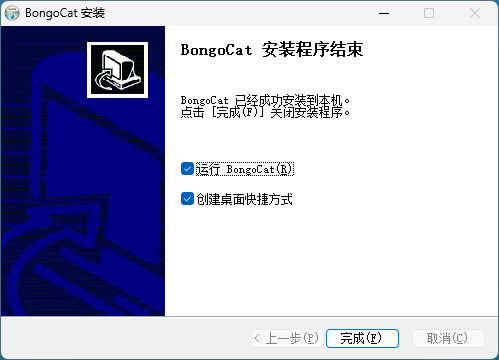 BongoCat 安装
BongoCat 安装程序结束
BongoCat 已经成功安装到本机。
点击 [完成(F)] 关闭安装程序。
运行 BongoCat(R)
创建桌面快捷方式
< 上一步(P)
完成(F)
取消(C)